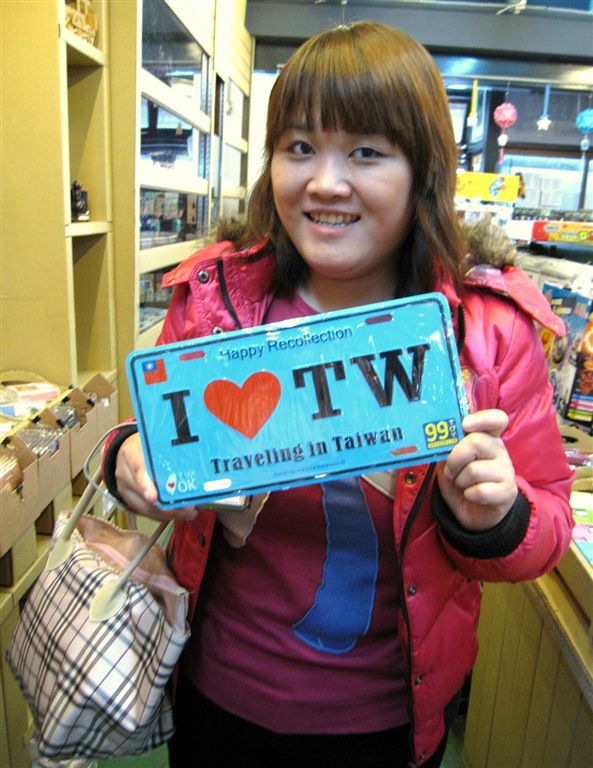 Happy Recollection
I ❤ TW
Traveling in Taiwan
99
OK